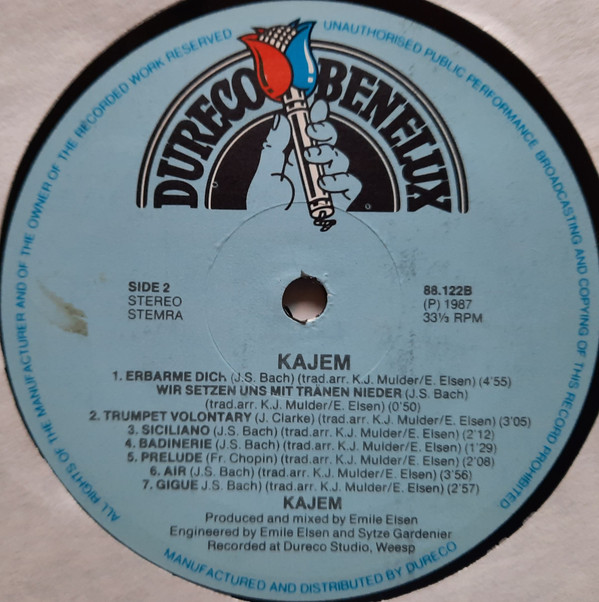 ALL RIGHTS OF THE MANUFACTURER AND OF THE OWNER OF THE RECORDED WORK RESERVED
UNAUTHORISED PUBLIC PERFORMANCE BROADCASTING AND COPYING OF THIS RECORD PROHIBITED
DURECO BENELUX
SIDE 2
STEREO
STEMRA
88.122B
(P) 1987
33⅓ RPM
KAJEM
1. ERBARME DICH (J.S. Bach) (trad.arr. K.J. Mulder/E. Elsen) (4'55)
WIR SETZEN UNS MIT TRÄNEN NIEDER (J.S. Bach)
(trad.arr. K.J. Mulder/E. Elsen) (0'50)
2. TRUMPET VOLONTARY (J. Clarke) (trad.arr. K.J. Mulder/E. Elsen) (3'05)
3. SICILIANO (J.S. Bach) (trad.arr. K.J. Mulder/E. Elsen) (2'12)
4. BADINERIE (J.S. Bach) (trad.arr. K.J. Mulder/E. Elsen) (1'29)
5. PRELUDE (Fr. Chopin) (trad.arr. K.J. Mulder/E. Elsen) (2'08)
6. AIR (J.S. Bach) (trad.arr. K.J. Mulder/E. Elsen) (3'56)
7. GIGUE J.S. Bach) (trad.arr. K.J. Mulder/E. Elsen) (2'57)
KAJEM
Produced and mixed by Emile Elsen
Engineered by Emile Elsen and Sytze Gardenier
Recorded at Dureco Studio, Weesp
MANUFACTURED AND DISTRIBUTED BY DURECO